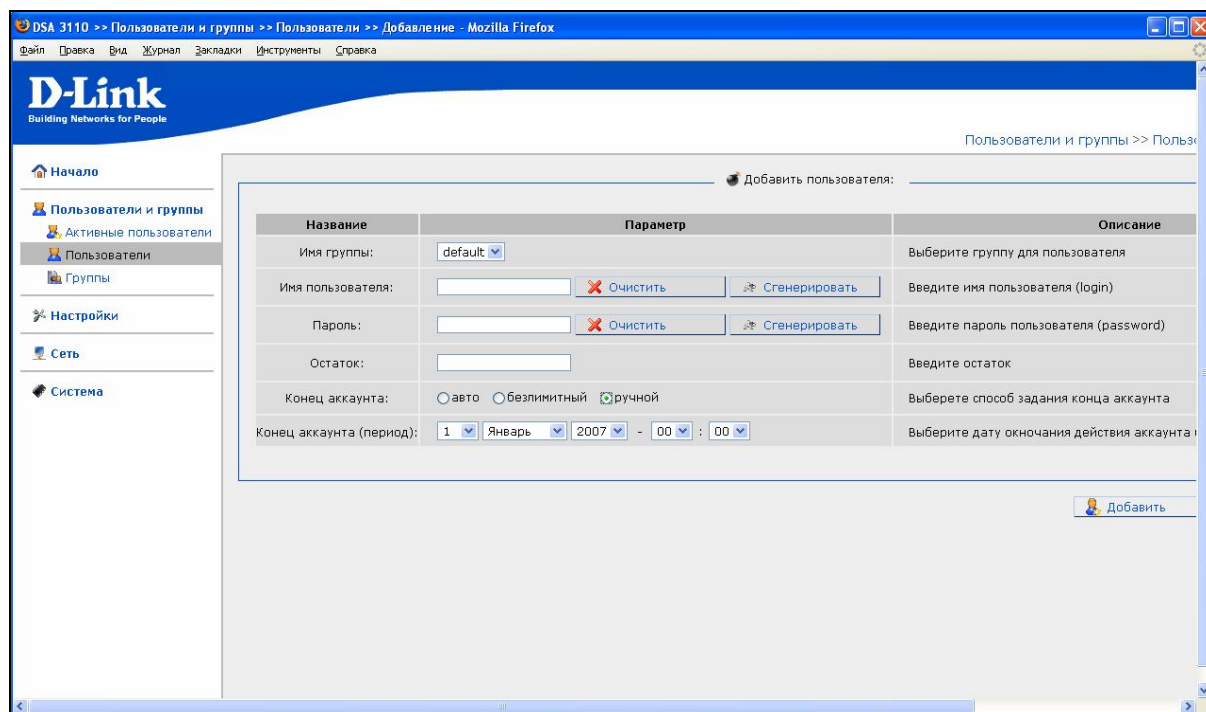 DSA 3110 >> Пользователи и группы >> Пользователи >> Добавление - Mozilla Firefox
Файл Правка Вид Журнал Закладки Инструменты Справка
D-Link
Building Networks for People
Пользователи и группы >> Польз
Начало
Пользователи и группы
Активные пользователи
Пользователи
Группы
Настройки
Сеть
Система
Добавить пользователя:
Название Параметр Описание
Имя группы: default Выберите группу для пользователя
Имя пользователя: Очистить Сгенерировать Введите имя пользователя (login)
Пароль: Очистить Сгенерировать Введите пароль пользователя (password)
Остаток: Введите остаток
Конец аккаунта: авто безлимитный ручной Выберете способ задания конца аккаунта
Конец аккаунта (период): 1 Январь 2007 - 00 : 00 Выберите дату окночания действия аккаунта
Добавить